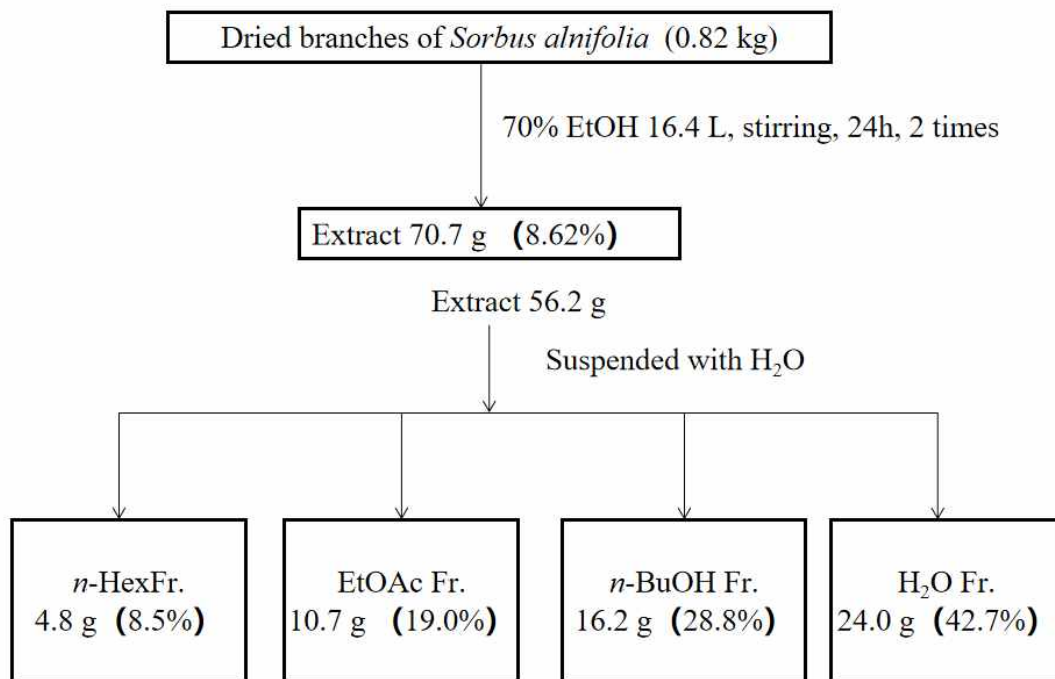 Dried branches of Sorbus alnifolia (0.82 kg)
70% EtOH 16.4 L, stirring, 24h, 2 times
Extract 70.7 g (8.62%)
Extract 56.2 g
Suspended with H₂O
n-HexFr.
4.8 g (8.5%)
EtOAc Fr.
10.7 g (19.0%)
n-BuOH Fr.
16.2 g (28.8%)
H₂O Fr.
24.0 g (42.7%)